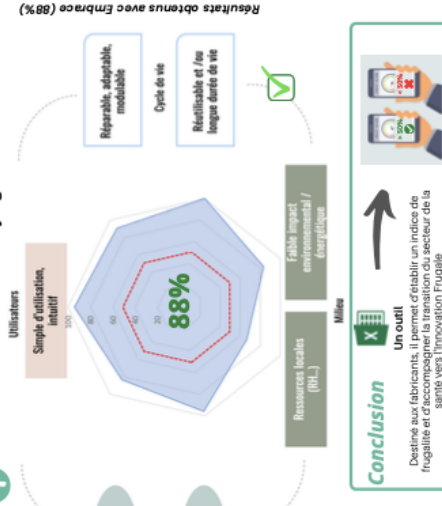 Résultats obtenus avec Embrace (88%)
Utilisateurs
Simple d'utilisation,
intuitif
Réparable, adaptable,
modulable
Cycle de vie
Réutilisable et /ou
longue durée de vie
100
80
60
40
20
88%
Ressources locales
(RH...)
Faible impact
environnemental /
énergétique
Milieu
Conclusion
Un outil
Destiné aux fabricants, il permet d'établir un indice de
frugalité et d'accompagner la transition du secteur de la
santé vers l'Innovation Frugale
> 50%
< 50%